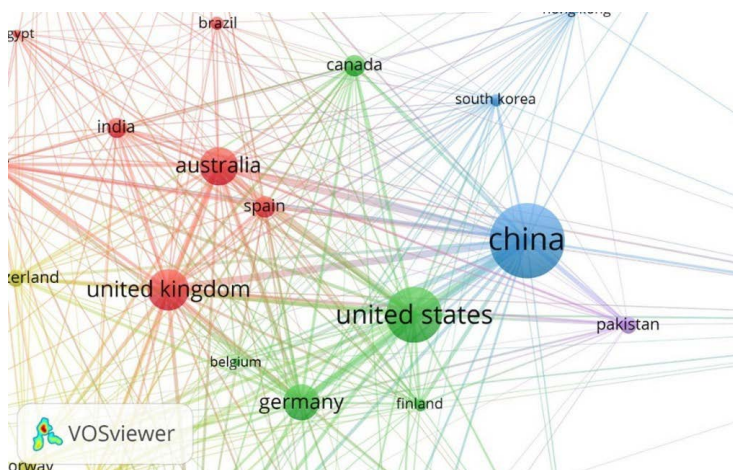 brazil
canada
south korea
india
australia
spain
china
united kingdom
united states
pakistan
belgium
germany
finland
VOSviewer